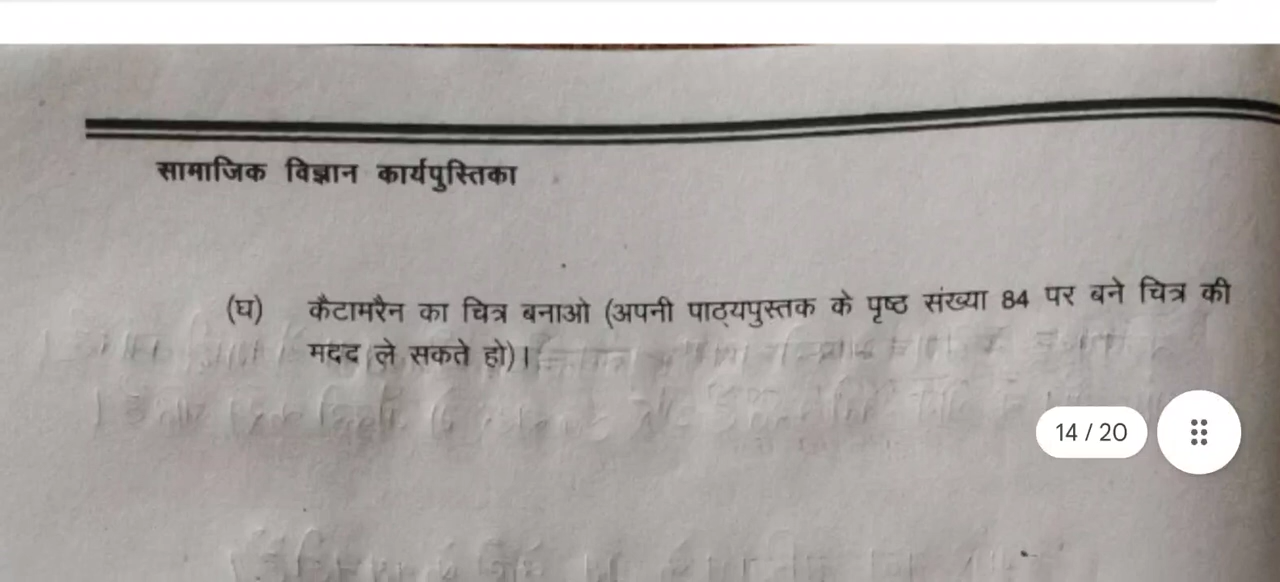 सामाजिक विज्ञान कार्यपुस्तिका
(घ) कैटामरैन का चित्र बनाओ (अपनी पाठ्यपुस्तक के पृष्ठ संख्या 84 पर बने चित्र की
मदद ले सकते हो)।
14 / 20